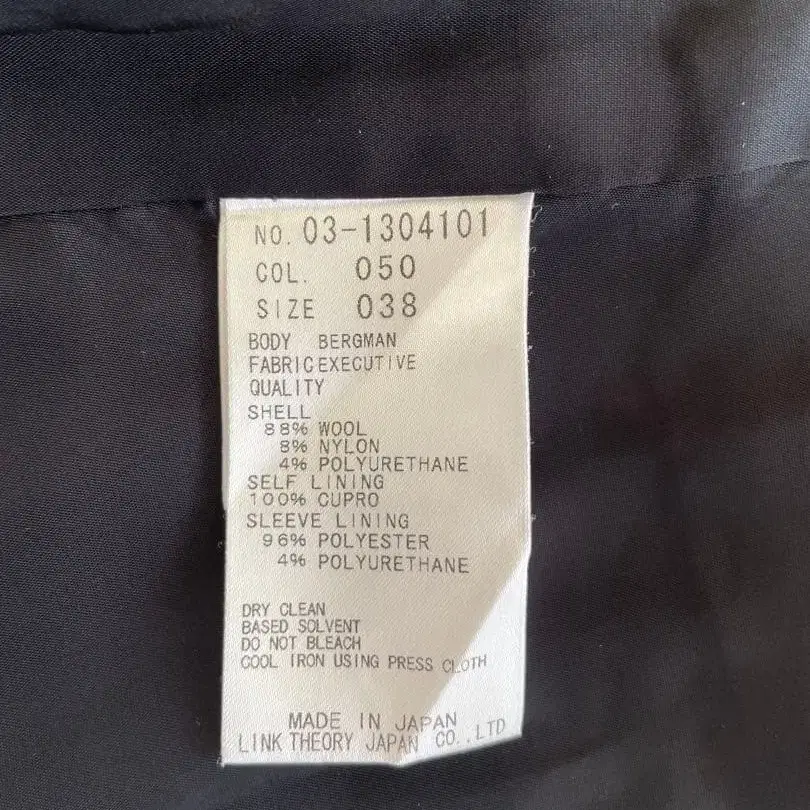 NO. 03-1304101
COL. 050
SIZE 038
BODY BERGMAN
FABRIC EXECUTIVE
QUALITY
SHELL
88% WOOL
8% NYLON
4% POLYURETHANE
SELF LINING
100% CUPRO
SLEEVE LINING
96% POLYESTER
4% POLYURETHANE
DRY CLEAN
BASED SOLVENT
DO NOT BLEACH
COOL IRON USING PRESS CLOTH
MADE IN JAPAN
LINK THEORY JAPAN CO.,LTD